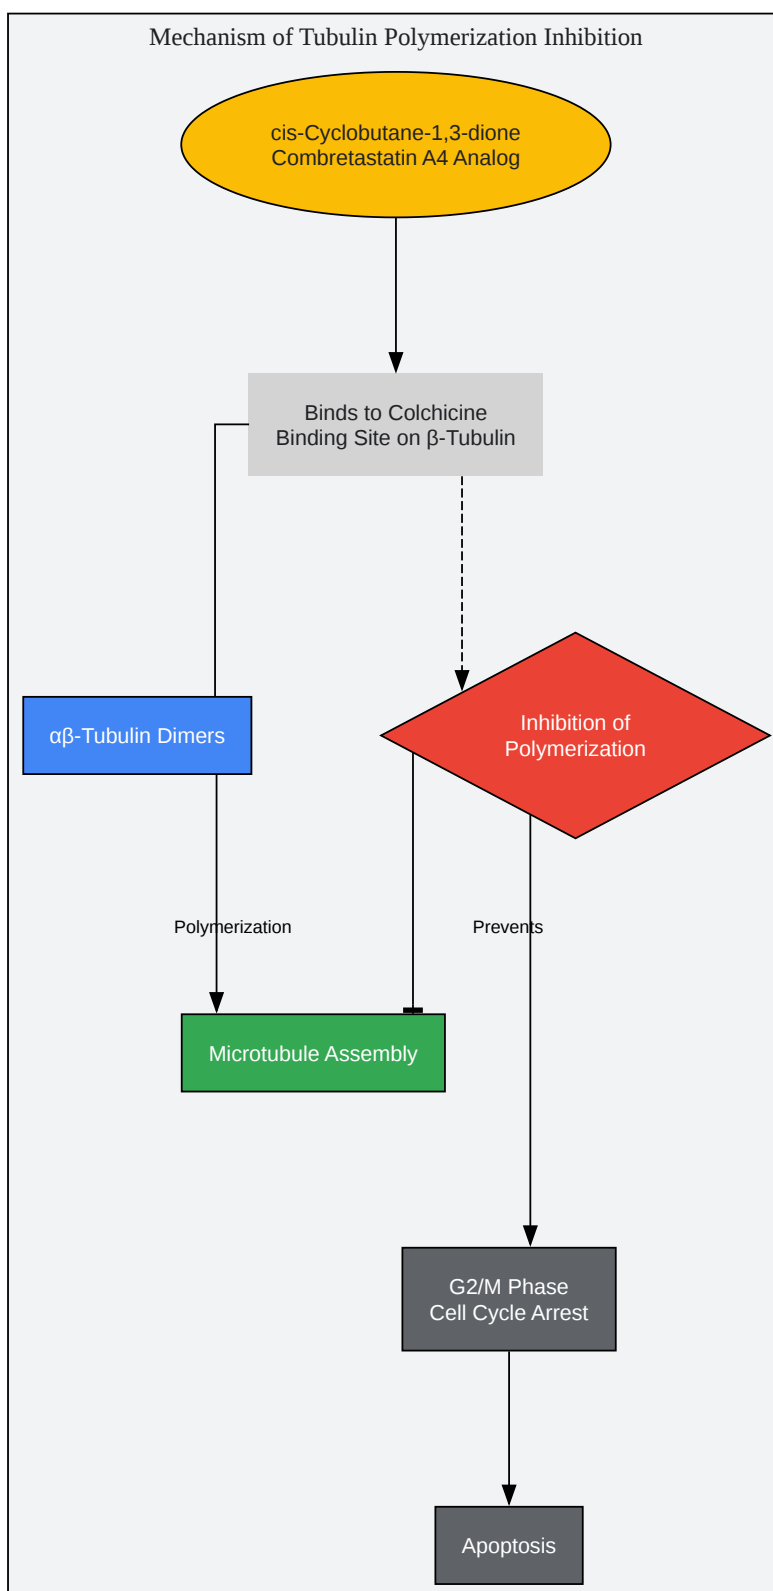 Mechanism of Tubulin Polymerization Inhibition
cis-Cyclobutane-1,3-dione
Combretastatin A4 Analog
Binds to Colchicine
Binding Site on β-Tubulin
αβ-Tubulin Dimers
Inhibition of
Polymerization
Polymerization
Prevents
Microtubule Assembly
G2/M Phase
Cell Cycle Arrest
Apoptosis